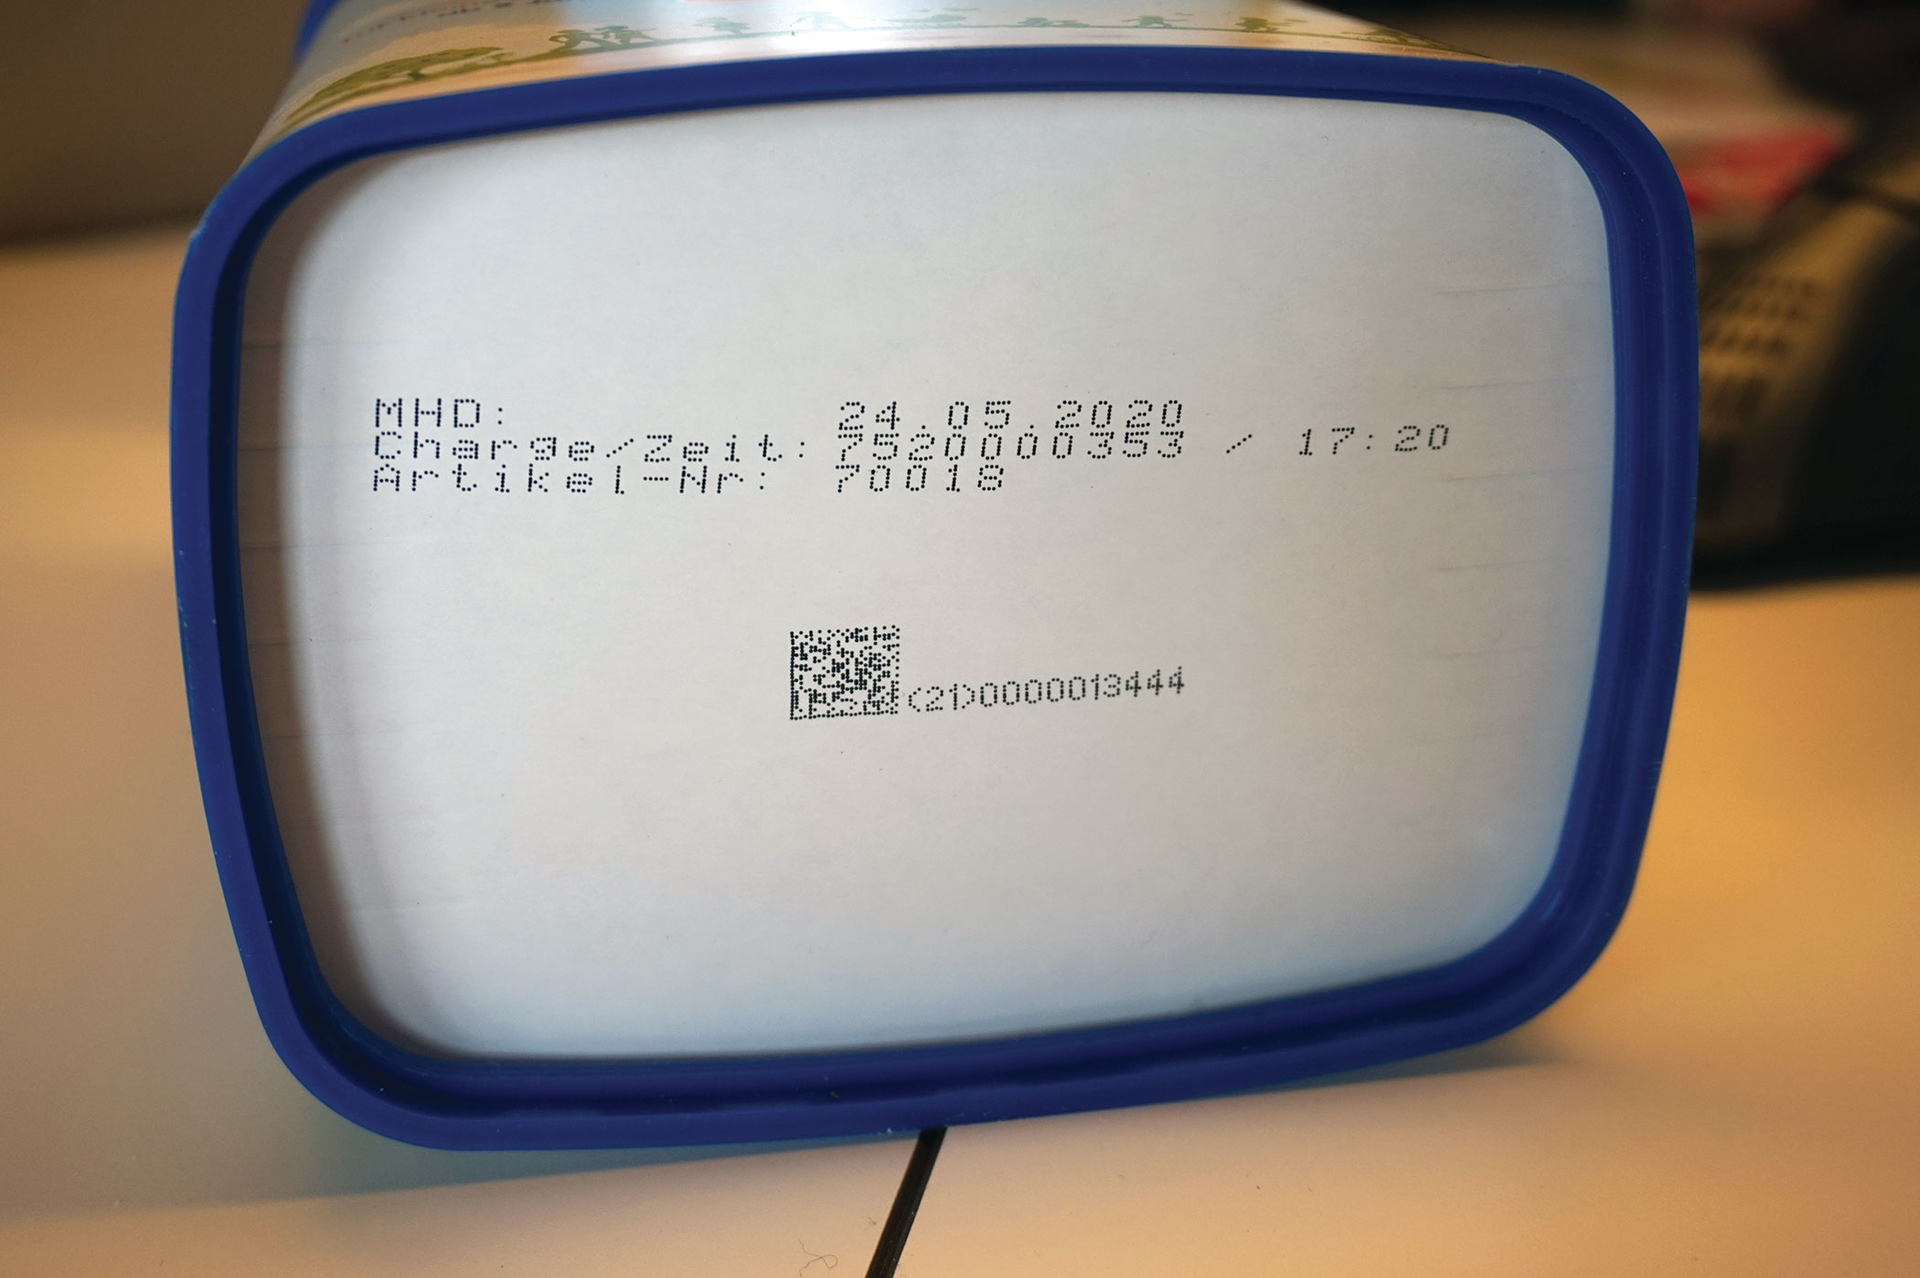 MHD: 24.05.2020
Charge/Zeit: 7520000353 / 17:20
Artikel-Nr: 70018
(21)0000013444